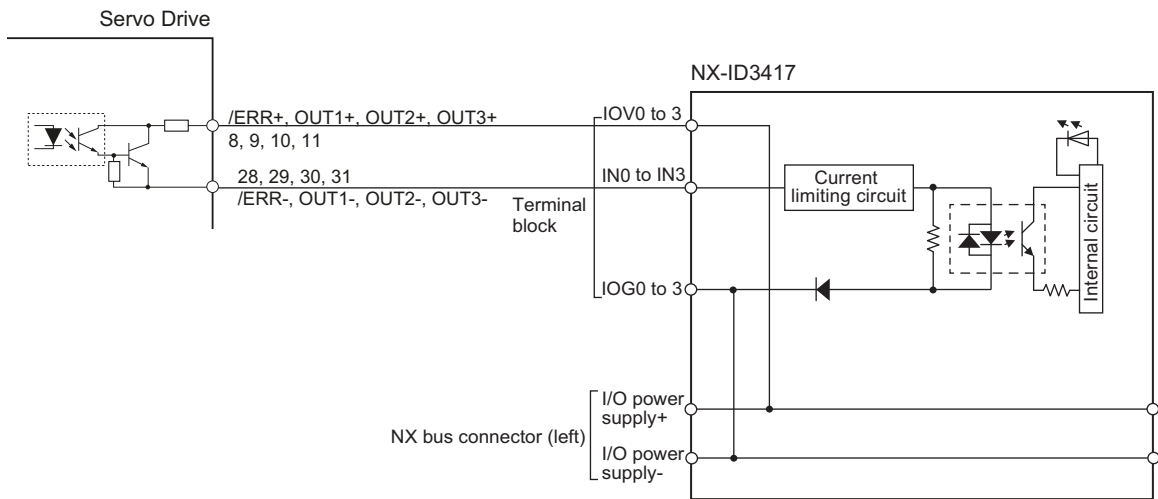 Servo Drive
NX-ID3417
/ERR+, OUT1+, OUT2+, OUT3+
8, 9, 10, 11
IOV0 to 3
28, 29, 30, 31
/ERR-, OUT1-, OUT2-, OUT3-
IN0 to IN3
Terminal
block
Current
limiting circuit
Internal circuit
IOG0 to 3
NX bus connector (left)
I/O power
supply+
I/O power
supply-